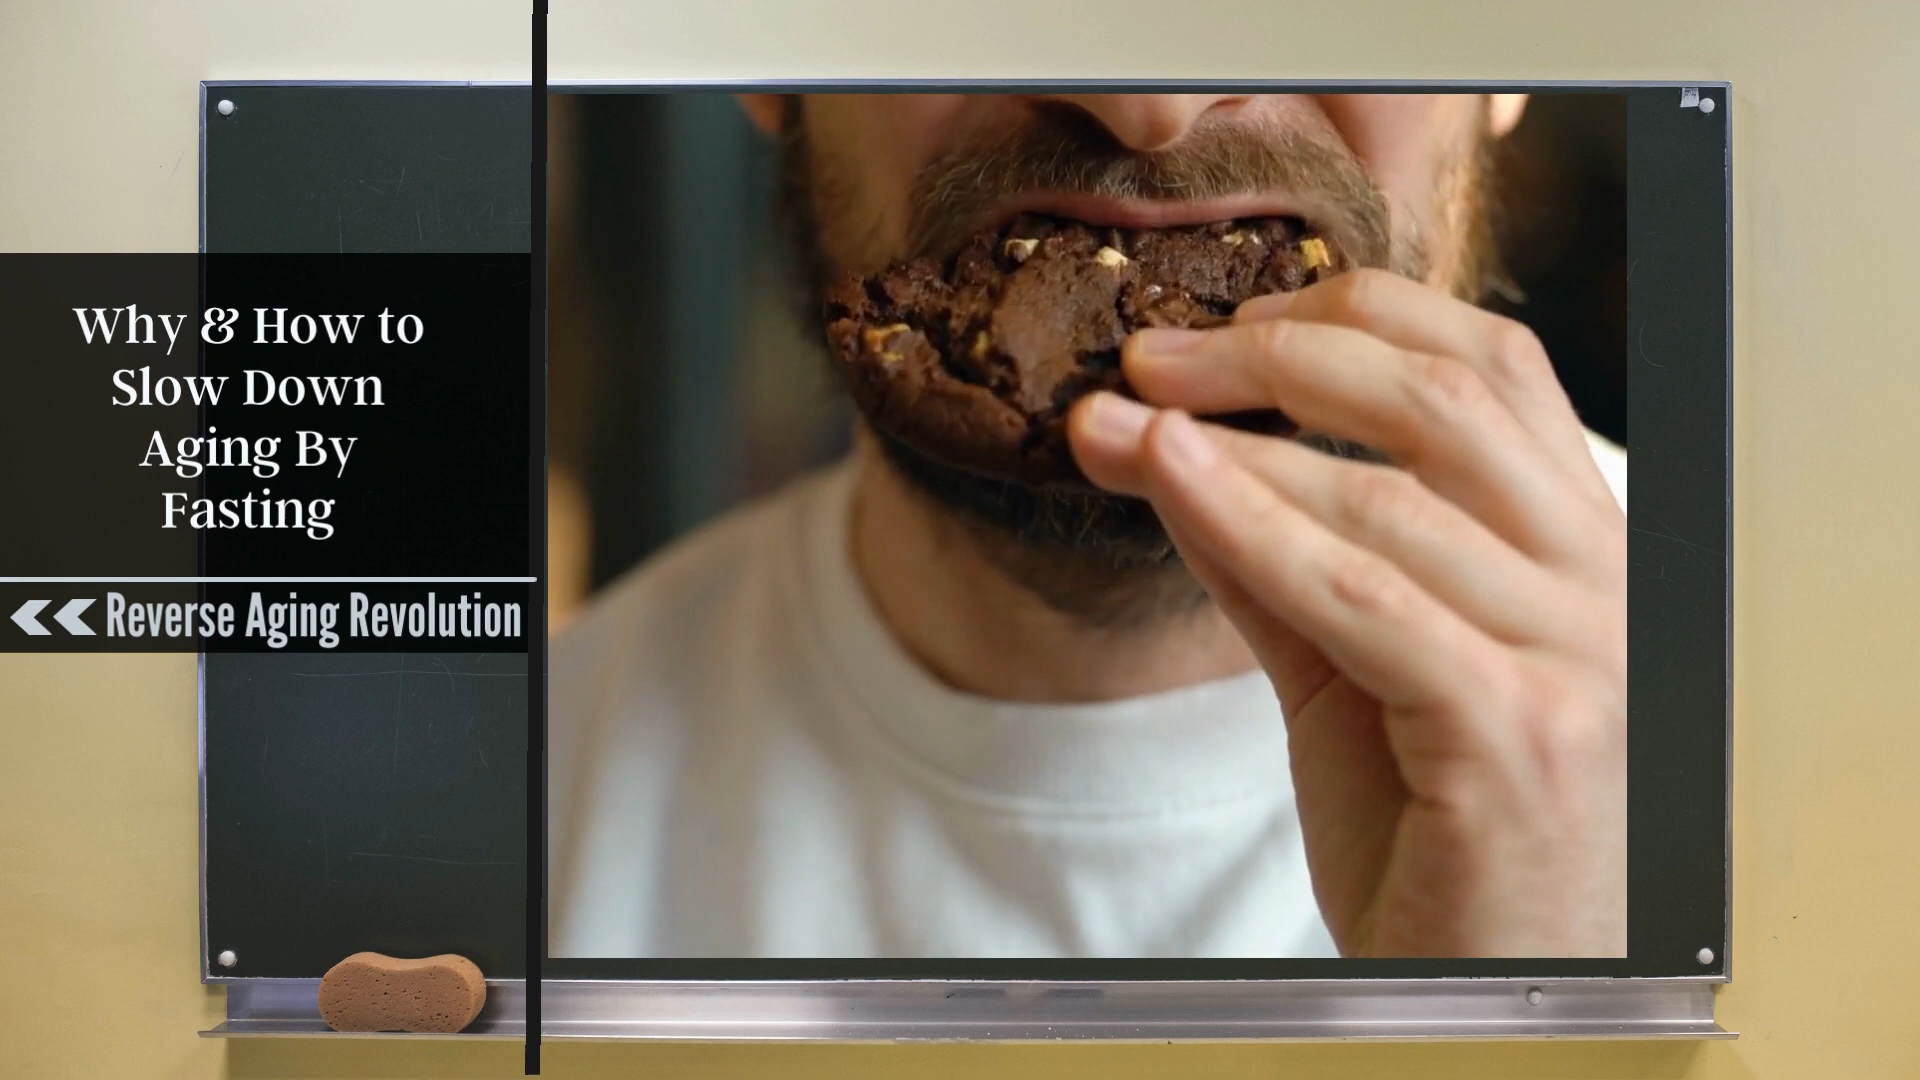 Why & How to
Slow Down
Aging By
Fasting
Reverse Aging Revolution